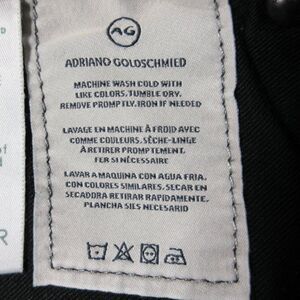 AG
ADRIANO GOLDSCHMIED
MACHINE WASH COLD WITH
LIKE COLORS. TUMBLE DRY.
REMOVE PROMPTLY. IRON IF NEEDED
LAVAGE EN MACHINE À FROID AVEC
COMME COULEURS. SÈCHE-LINGE
À RETIRER PROMPTEMENT.
FER SI NÉCESSAIRE
LAVAR A MAQUINA CON AGUA FRIA.
CON COLORES SIMILARES. SECAR EN
SECADORA RETIRAR RAPIDAMENTE.
PLANCHA SIES NECESARIO
of
R